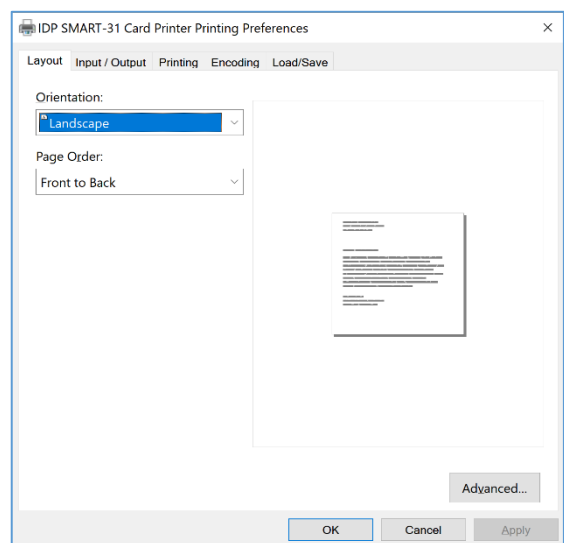 IDP SMART-31 Card Printer Printing Preferences
Layout Input / Output Printing Encoding Load/Save
Orientation:
Landscape
Page Order:
Front to Back
Advanced...
OK Cancel Apply